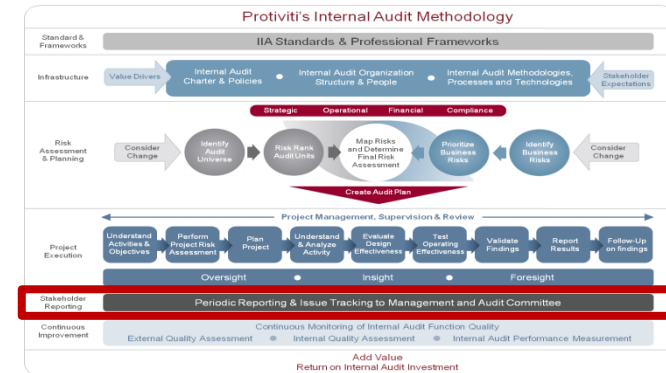 Protiviti's Internal Audit Methodology
Standard &
Frameworks
IIA Standards & Professional Frameworks
Infrastructure
Value Drivers
Internal Audit
Charter & Policies
Internal Audit Organization
Structure & People
Internal Audit Methodologies,
Processes and Technologies
Stakeholder
Expectations
Strategic Operational Financial Compliance
Risk
Assessment
& Planning
Consider
Change
Identify
Audit
Universe
Risk Rank
Audit Units
Map Risks
and Determine
Final Risk
Assessment
Prioritize
Business
Risks
Identify
Business
Risks
Consider
Change
Create Audit Plan
Project Management, Supervision & Review
Project
Execution
Understand
Activities &
Objectives
Perform
Project Risk
Assessment
Plan
Project
Understand
& Analyze
Activity
Evaluate
Design
Effectiveness
Test
Operating
Effectiveness
Validate
Findings
Report
Results
Follow-Up
on findings
Oversight Insight Foresight
Stakeholder
Reporting
Periodic Reporting & Issue Tracking to Management and Audit Committee
Continuous
Improvement
Continuous Monitoring of Internal Audit Function Quality
External Quality Assessment Internal Quality Assessment Internal Audit Performance Measurement
Add Value
Return on Internal Audit Investment